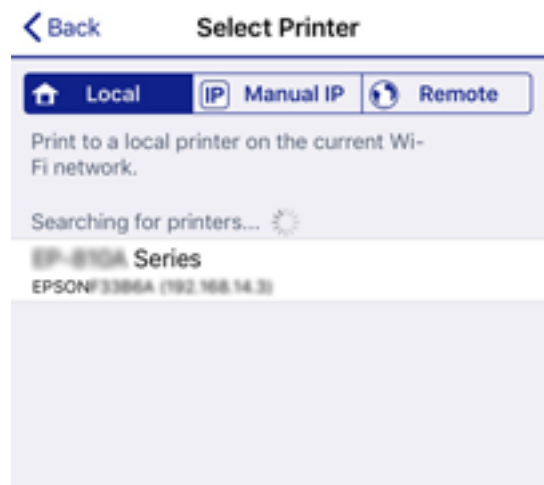 Back
Select Printer
Local
IP Manual IP
Remote
Print to a local printer on the current Wi-
Fi network.
Searching for printers...
Series
EPSON